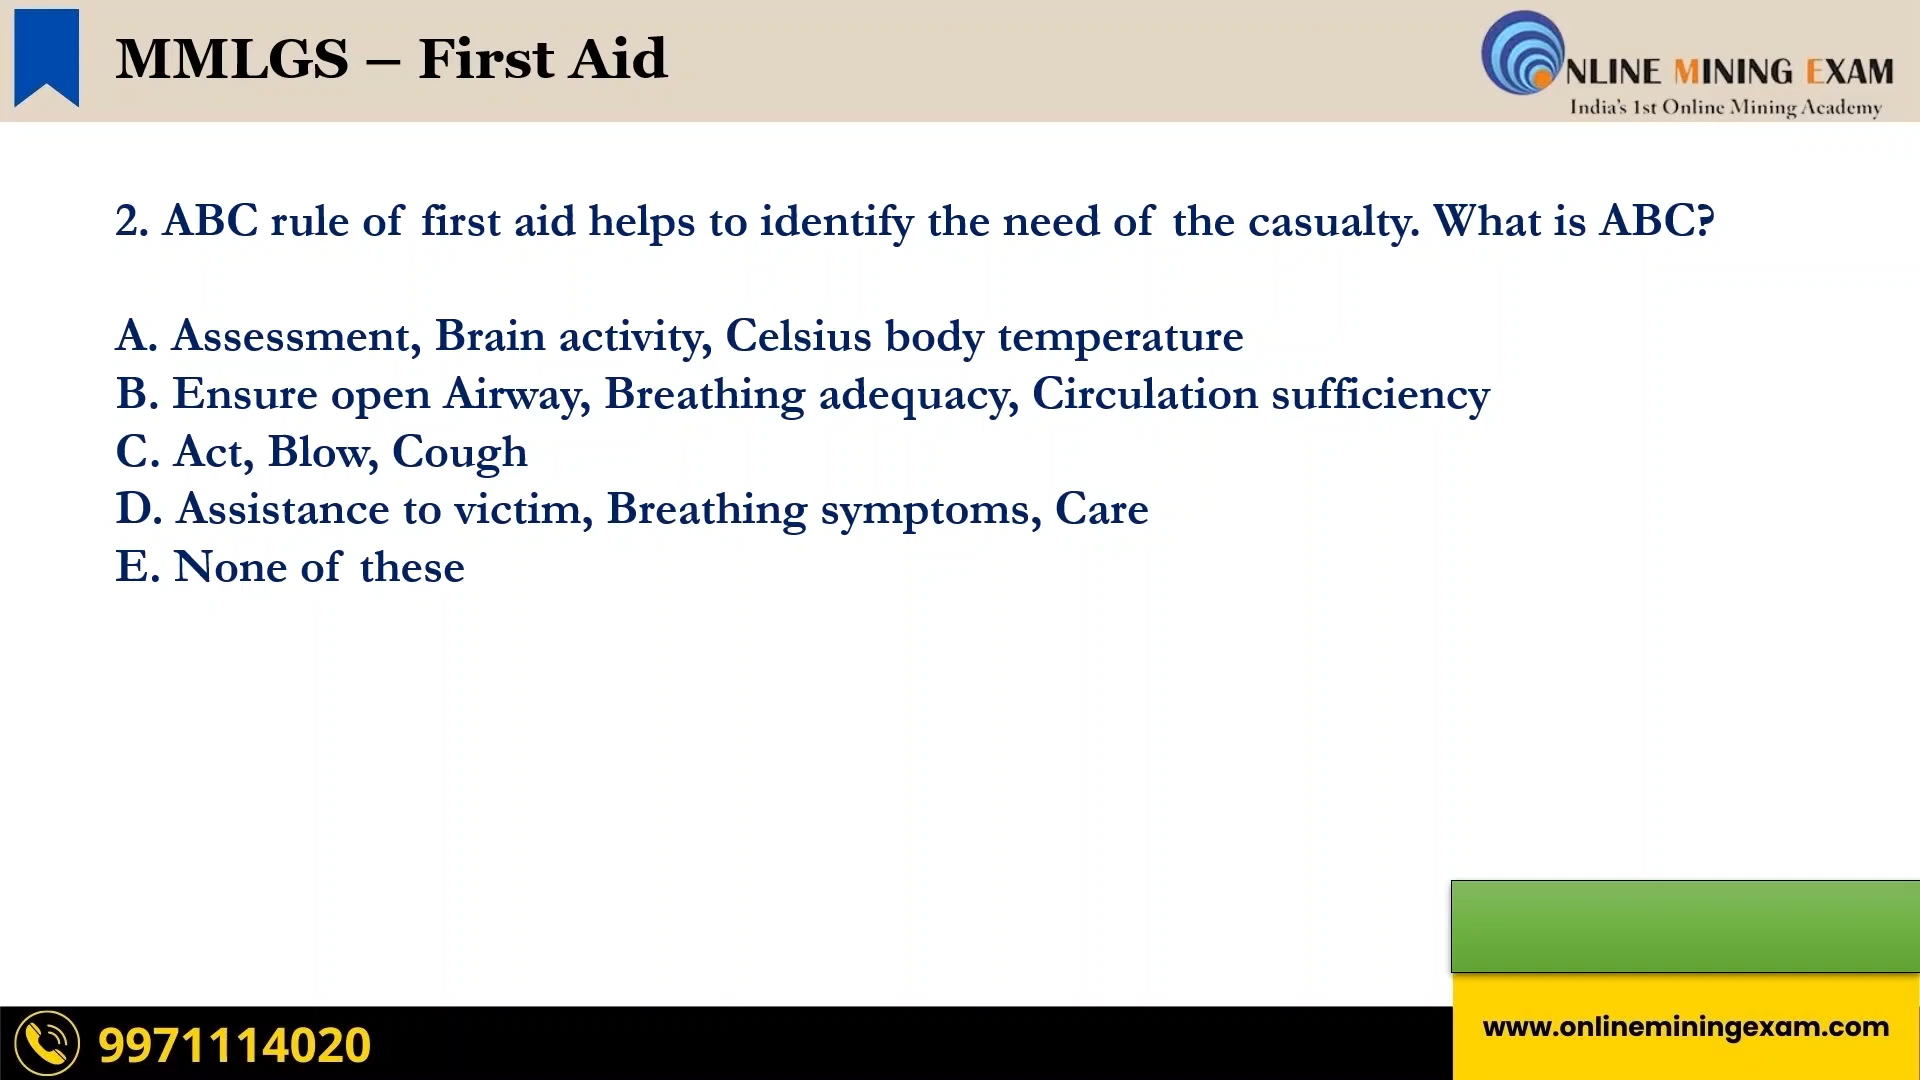 MMLGS – First Aid
NLINE MINING EXAM
India's 1st Online Mining Academy
2. ABC rule of first aid helps to identify the need of the casualty. What is ABC?
A. Assessment, Brain activity, Celsius body temperature
B. Ensure open Airway, Breathing adequacy, Circulation sufficiency
C. Act, Blow, Cough
D. Assistance to victim, Breathing symptoms, Care
E. None of these
9971114020
www.onlineminingexam.com